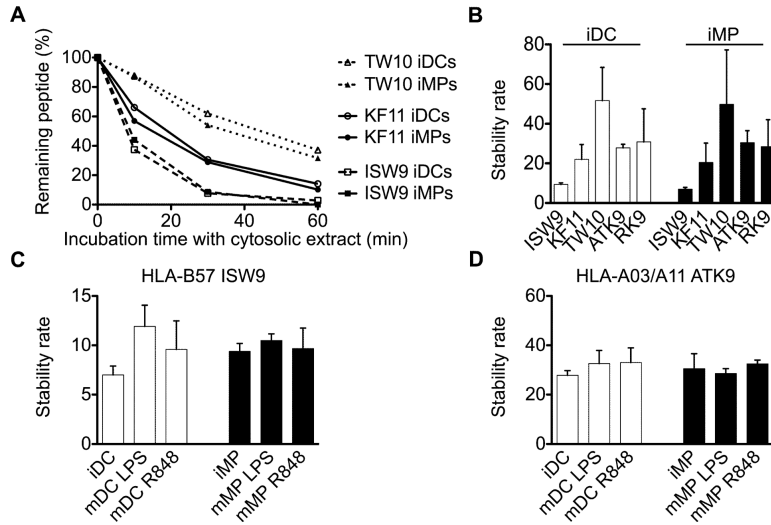 A
Remaining peptide (%)
100
80
60
40
20
0
0
20
40
60
Incubation time with cytosolic extract (min)
TW10 iDCs
TW10 iMPs
KF11 iDCs
KF11 iMPs
ISW9 iDCs
ISW9 iMPs
B
iDC
iMP
Stability rate
80
60
40
20
0
ISW9
KF11
TW10
ATK9
RK9
ISW9
KF11
TW10
ATK9
RK9
C
HLA-B57 ISW9
Stability rate
15
10
5
0
iDC
mDC LPS
mDC R848
iMP
mMP LPS
mMP R848
D
HLA-A03/A11 ATK9
Stability rate
60
40
20
0
iDC
mDC LPS
mDC R848
iMP
mMP LPS
mMP R848